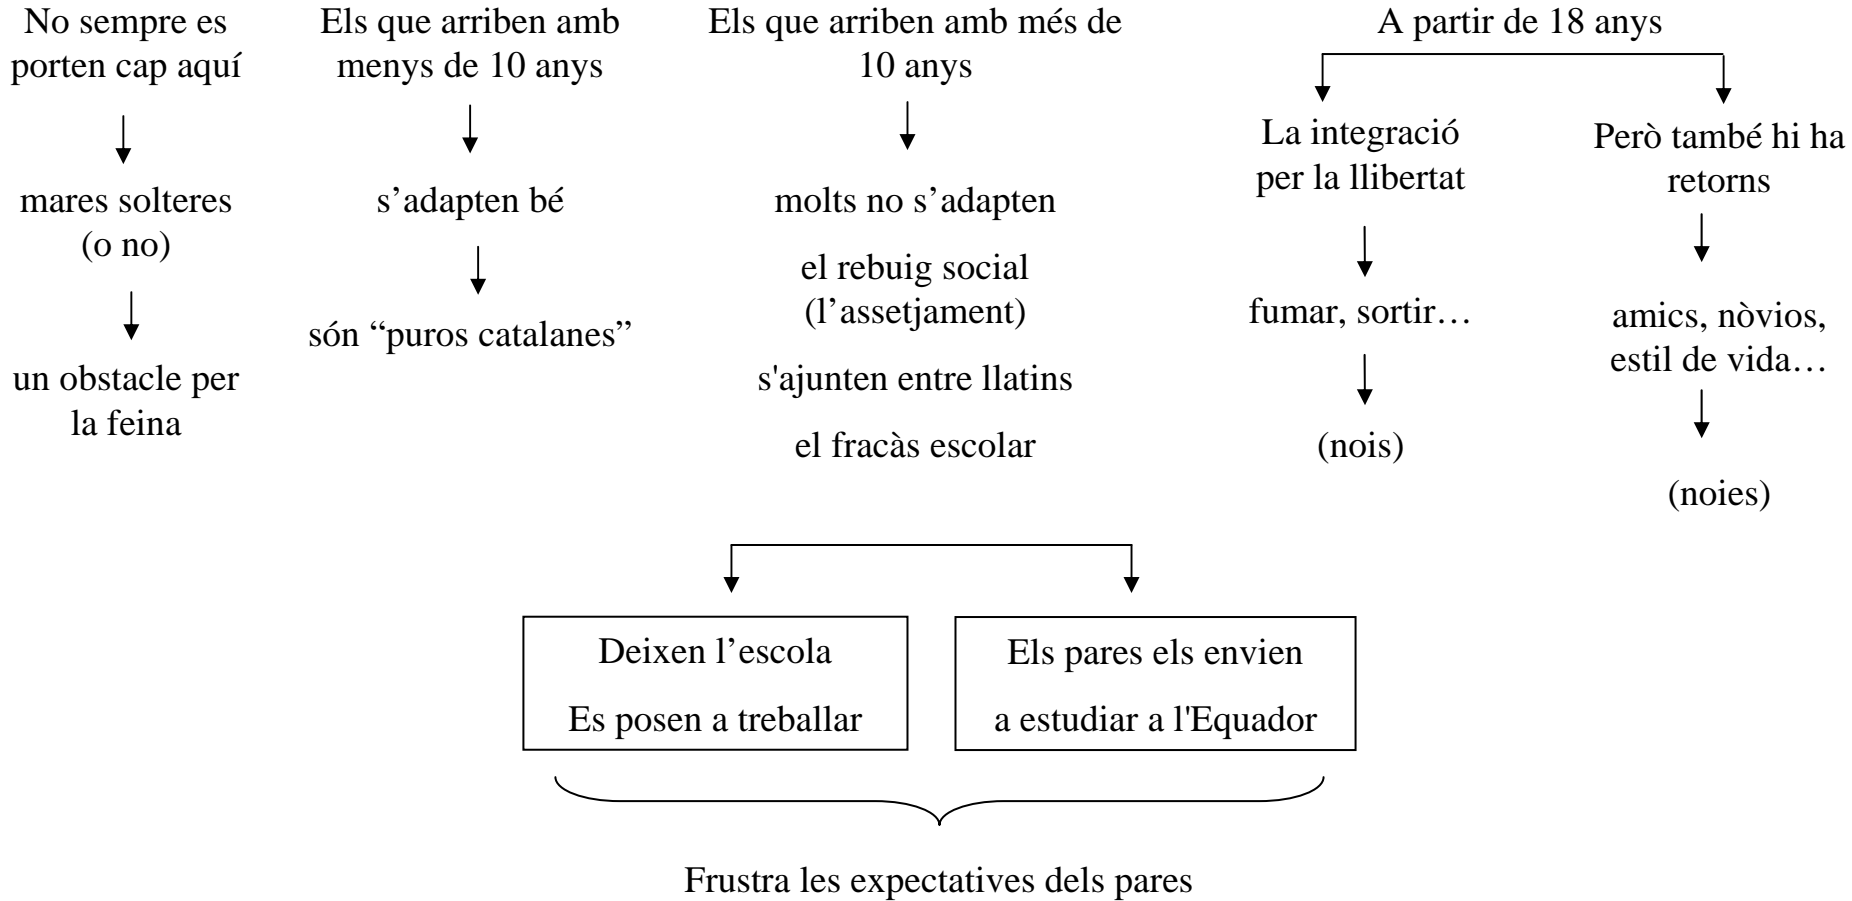 No sempre es
porten cap aquí
mares solteres
(o no)
un obstacle per
la feina
Els que arriben amb
menys de 10 anys
s’adapten bé
són “puros catalanes”
Els que arriben amb més de
10 anys
molts no s’adapten
el rebuig social
(l’assetjament)
s'ajunten entre llatins
el fracàs escolar
A partir de 18 anys
La integració
per la llibertat
fumar, sortir…
(nois)
Però també hi ha
retorns
amics, nòvios,
estil de vida…
(noies)
Deixen l’escola
Es posen a treballar
Els pares els envien
a estudiar a l'Equador
Frustra les expectatives dels pares